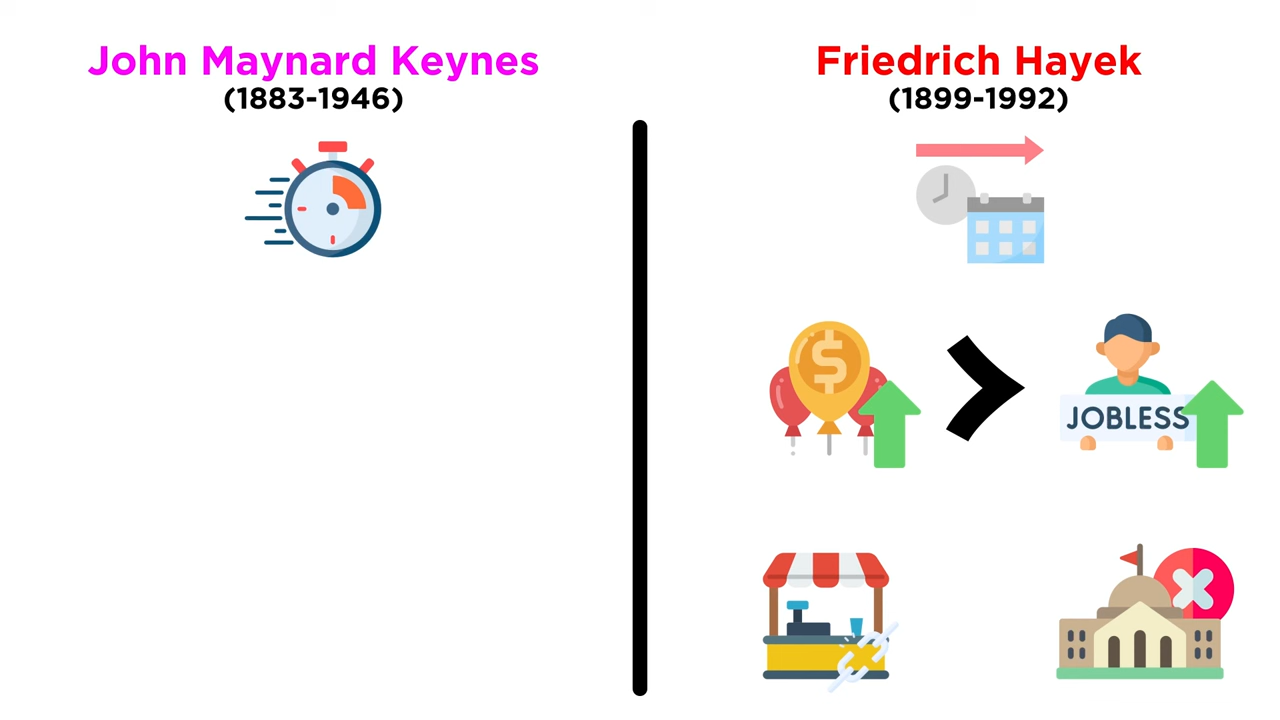 John Maynard Keynes
(1883-1946)
Friedrich Hayek
(1899-1992)
$
>
JOBLESS